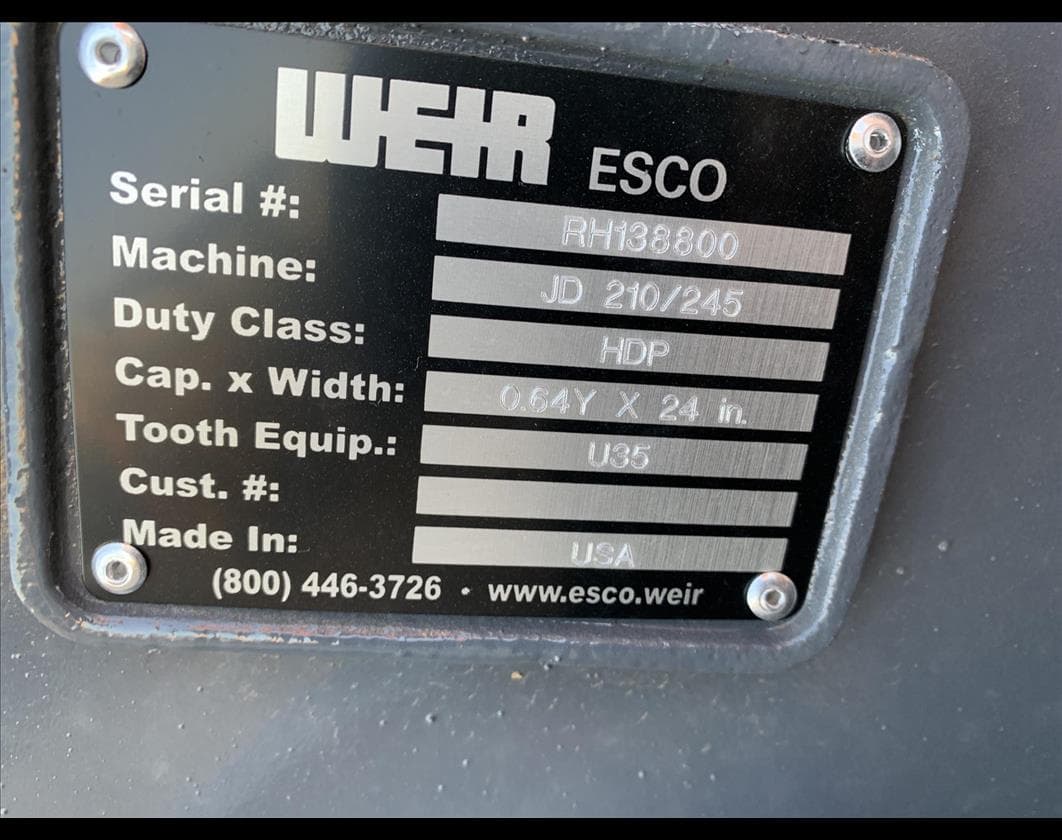 WEIR ESCO
Serial #: RH138800
Machine: JD 210/245
Duty Class: HDP
Cap. x Width: 0.64Y X 24 in.
Tooth Equip.: U35
Cust. #:
Made In: USA
(800) 446-3726 · www.esco.weir